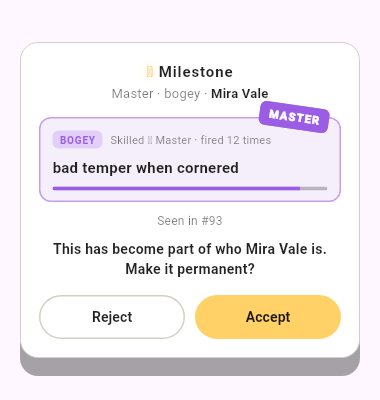 Milestone
Master · bogey · Mira Vale
MASTER
BOGEY Skilled Master · fired 12 times
bad temper when cornered
Seen in #93
This has become part of who Mira Vale is.
Make it permanent?
Reject Accept